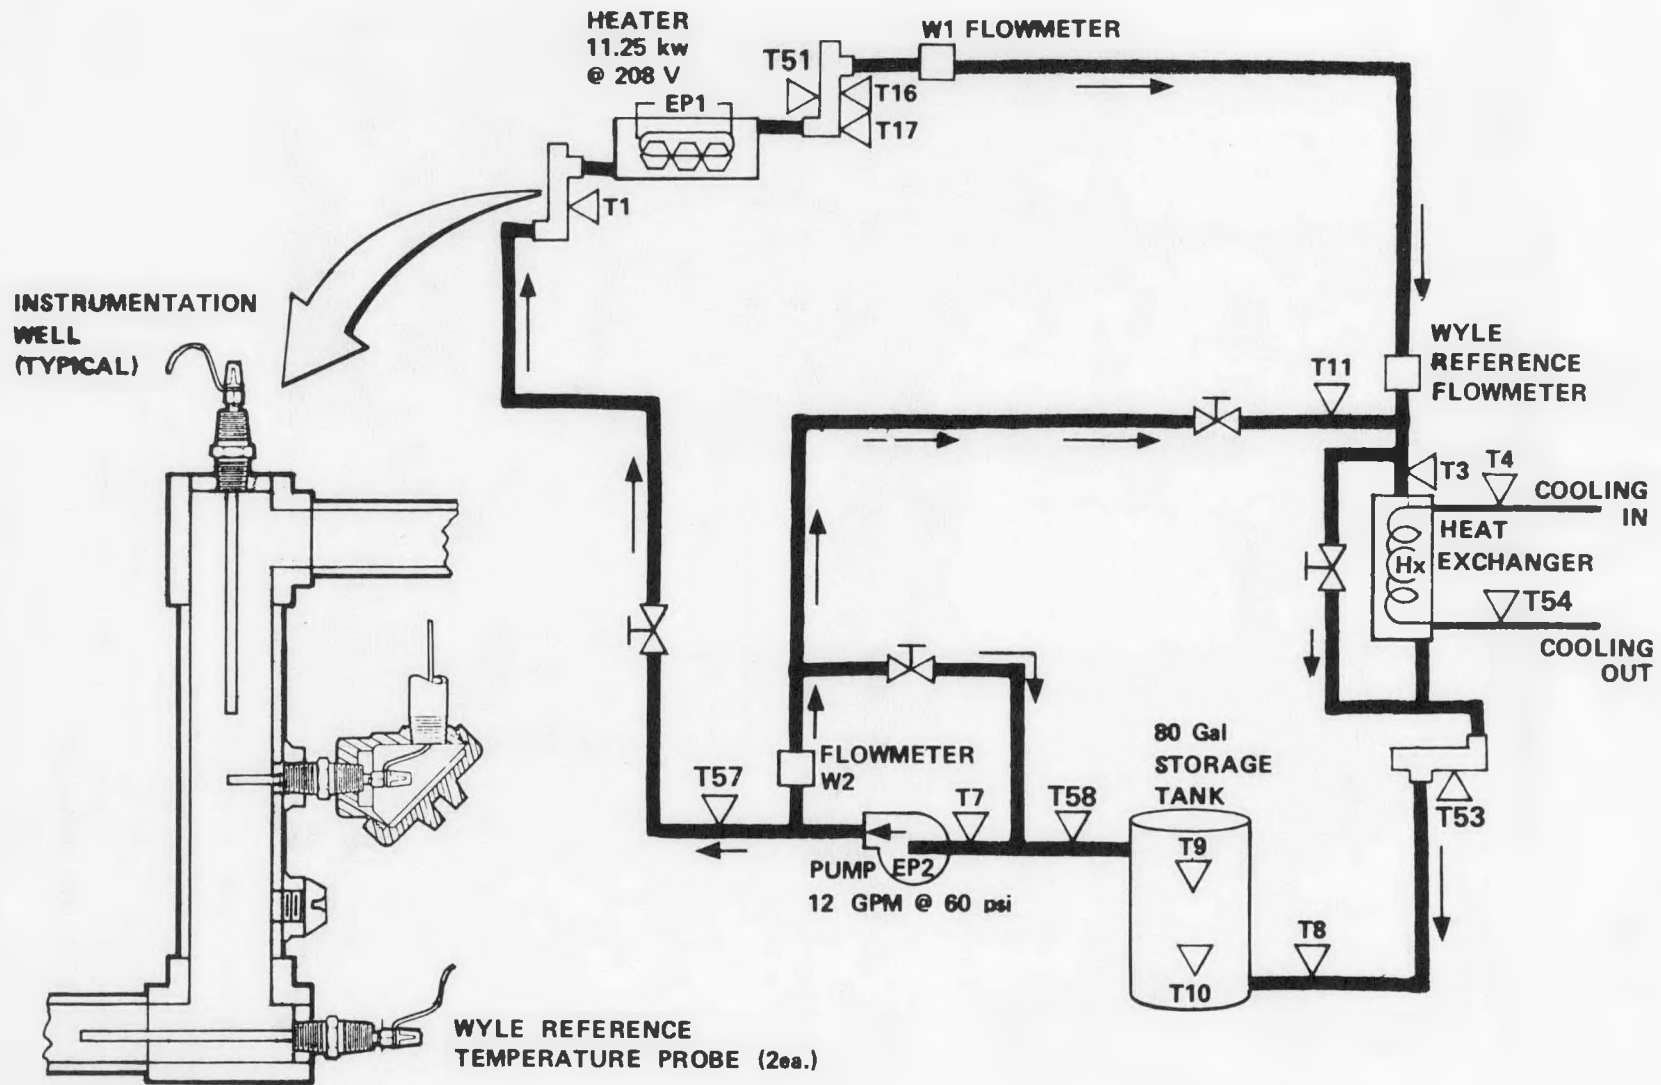 HEATER
11.25 kw
@ 208 V
EP1
T51
W1 FLOWMETER
T16
T17
T1
INSTRUMENTATION
WELL
(TYPICAL)
WYLE
REFERENCE
FLOWMETER
T11
T3
T4
COOLING
IN
HEAT
EXCHANGER
Hx
T54
COOLING
OUT
FLOWMETER
W2
T57
T7
T58
80 Gal
STORAGE
TANK
T9
T10
T53
T8
PUMP
EP2
12 GPM @ 60 psi
WYLE REFERENCE
TEMPERATURE PROBE (2ea.)